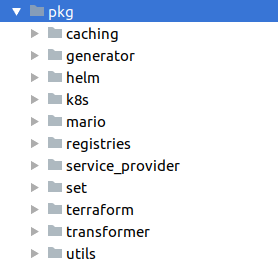 pkg
caching
generator
helm
k8s
mario
registries
service_provider
set
terraform
transformer
utils